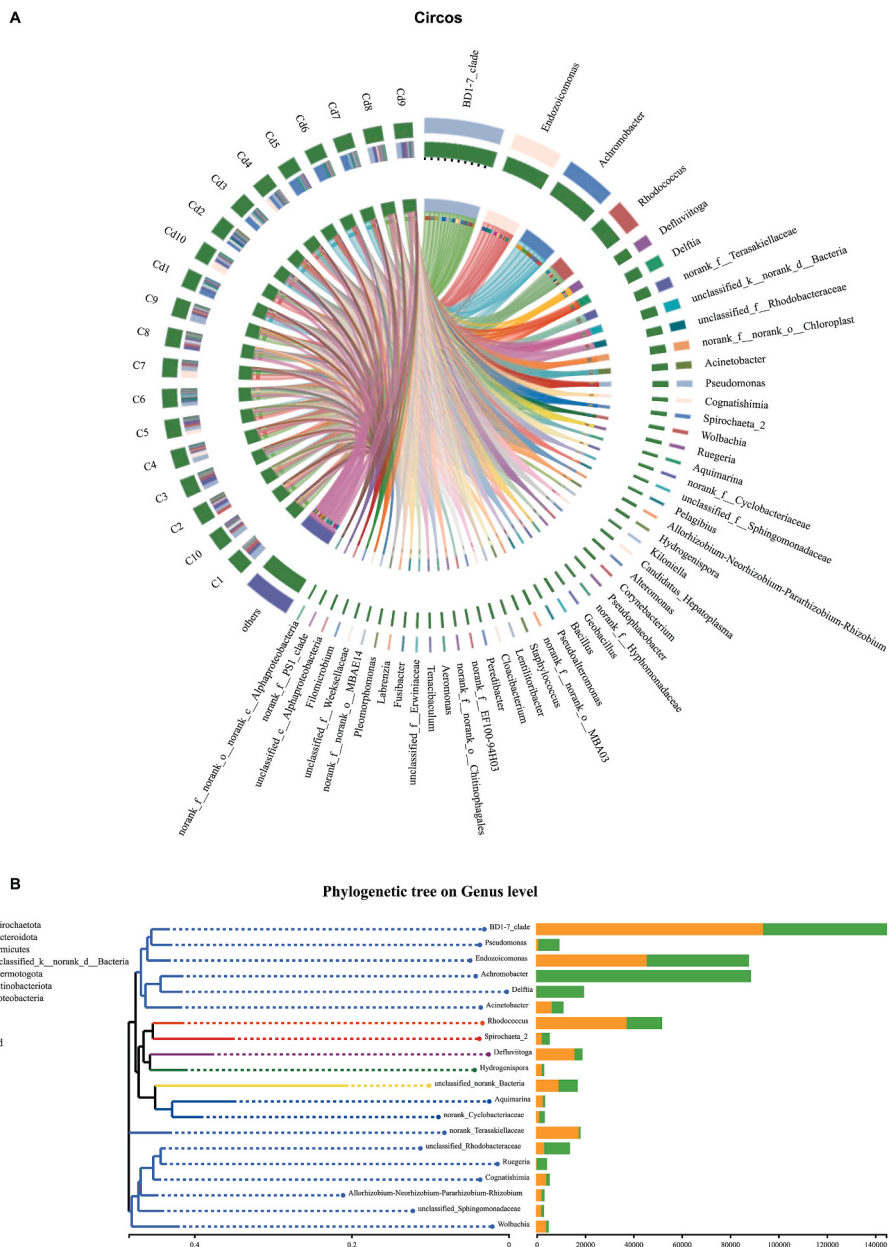 A
Circos
Cd9
Cd8
Cd7
Cd6
Cd5
Cd4
Cd3
Cd2
Cd10
Cd1
C9
C8
C7
C6
C5
C4
C3
C2
C10
C1
others
BD1-7_clade
Endozoicomonas
Achromobacter
Rhodococcus
Defluviitoga
Delftia
norank_f__Terasakiellaceae
unclassified_k__norank_d__Bacteria
unclassified_f__Rhodobacteraceae
norank_f__norank_o__Chloroplast
Acinetobacter
Pseudomonas
Cognatishimia
Spirochaeta_2
Wolbachia
Ruegeria
Aquimarina
norank_f__Cyclobacteriaceae
unclassified_f__Sphingomonadaceae
Pelagibius
Allorhizobium-Neorhizobium-Pararhizobium-Rhizobium
Hydrogenispora
Kiloniella
Candidatus_Hepatoplasma
Alteromonas
Corynebacterium
Pseudophaeobacter
norank_f__Hyphomonadaceae
Geobacillus
Bacillus
Pseudoalteromonas
norank_f__norank_o__MBA03
Staphylococcus
Lentilitoribacter
Cloacibacterium
Peredibacter
norank_f__EF100-94H03
norank_f__norank_o__Chitinophagales
Aeromonas
Tenacibaculum
unclassified_f__Erwiniaceae
Fusibacter
Labrenzia
Pleomorphomonas
norank_f__norank_o__MBAE14
unclassified_f__Weeksellaceae
Filomicrobium
unclassified_c__Alphaproteobacteria
norank_f__PS1_clade
norank_f__norank_o__norank_c__Alphaproteobacteria
B
Phylogenetic tree on Genus level
irochaetota
cteroidota
rmicutes
classified_k__norank_d__Bacteria
ermotogota
tinobacteriota
oteobacteria
d
BD1-7_clade
Pseudomonas
Endozoicomonas
Achromobacter
Delftia
Acinetobacter
Rhodococcus
Spirochaeta_2
Defluviitoga
Hydrogenispora
unclassified_norank_Bacteria
Aquimarina
norank_Cyclobacteriaceae
norank_Terasakiellaceae
unclassified_Rhodobacteraceae
Ruegeria
Cognatishimia
Allorhizobium-Neorhizobium-Pararhizobium-Rhizobium
unclassified_Sphingomonadaceae
Wolbachia
0.4 0.2 0 0 20000 40000 60000 80000 100000 120000 140000